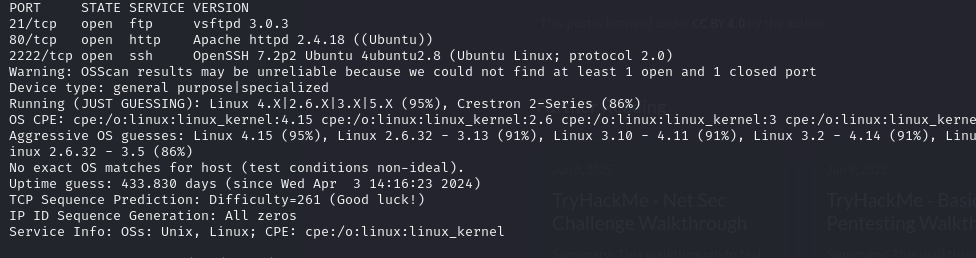 PORT     STATE SERVICE VERSION
21/tcp   open  ftp     vsftpd 3.0.3
80/tcp   open  http    Apache httpd 2.4.18 ((Ubuntu))
2222/tcp open  ssh     OpenSSH 7.2p2 Ubuntu 4ubuntu2.8 (Ubuntu Linux; protocol 2.0)
Warning: OSScan results may be unreliable because we could not find at least 1 open and 1 closed port
Device type: general purpose|specialized
Running (JUST GUESSING): Linux 4.X|2.6.X|3.X|5.X (95%), Crestron 2-Series (86%)
OS CPE: cpe:/o:linux:linux_kernel:4.15 cpe:/o:linux:linux_kernel:2.6 cpe:/o:linux:linux_kernel:3 cpe:/o:linux:linux_kerne
Aggressive OS guesses: Linux 4.15 (95%), Linux 2.6.32 - 3.13 (91%), Linux 3.10 - 4.11 (91%), Linux 3.2 - 4.14 (91%), Linu
inux 2.6.32 - 3.5 (86%)
No exact OS matches for host (test conditions non-ideal).
Uptime guess: 433.830 days (since Wed Apr  3 14:16:23 2024)
TCP Sequence Prediction: Difficulty=261 (Good luck!)
IP ID Sequence Generation: All zeros
Service Info: OSs: Unix, Linux; CPE: cpe:/o:linux:linux_kernel
TryHackMe - Net Sec
Challenge Walkthrough
TryHackMe - Basi
Pentesting Walkth